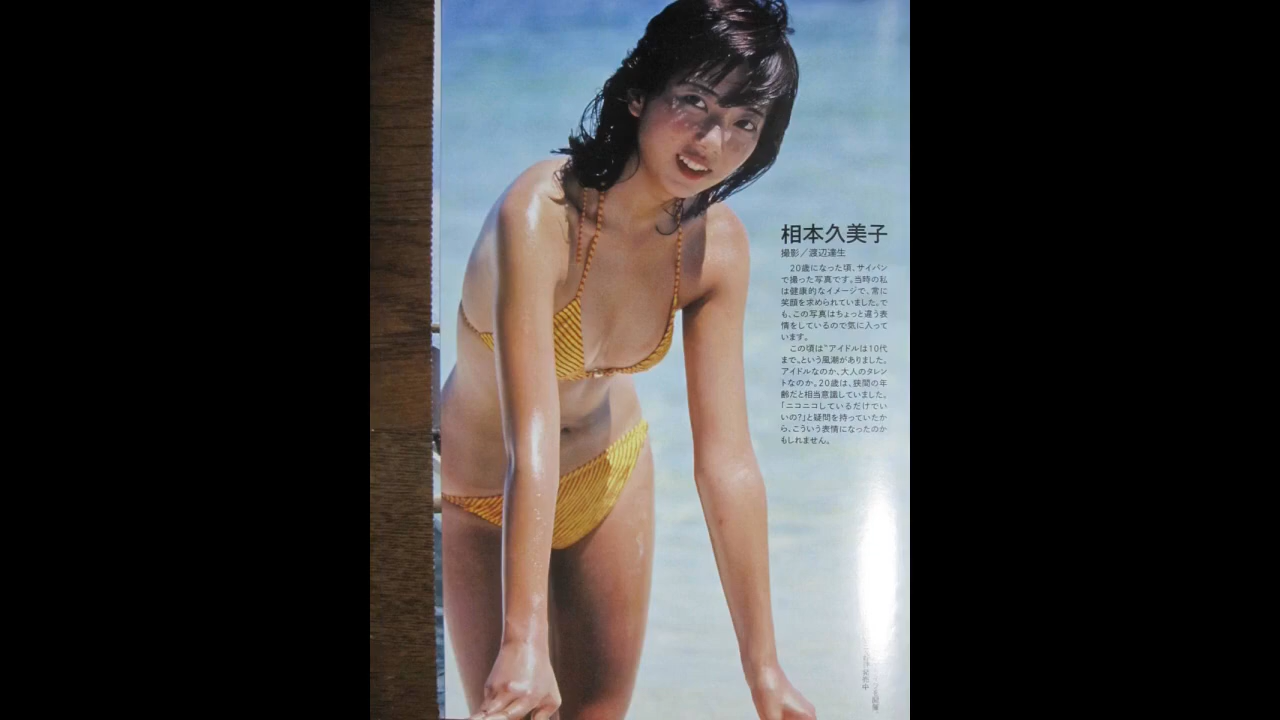 相本久美子
撮影／渡辺達生
20歳になった頃、サイパン
で撮った写真です。当時の私
は健康的なイメージで、常に
笑顔を求められていました。で
も、この写真はちょっと違う表
情をしているので気に入って
います。
この頃は“アイドルは10代
まで„という風潮がありました。
アイドルなのか、大人のタレン
トなのか。20歳は、狭間の年
齢だと相当意識していました。
「ニコニコしているだけでい
いの？」と疑問を持っていたか
ら、こういう表情になったのか
もしれません。